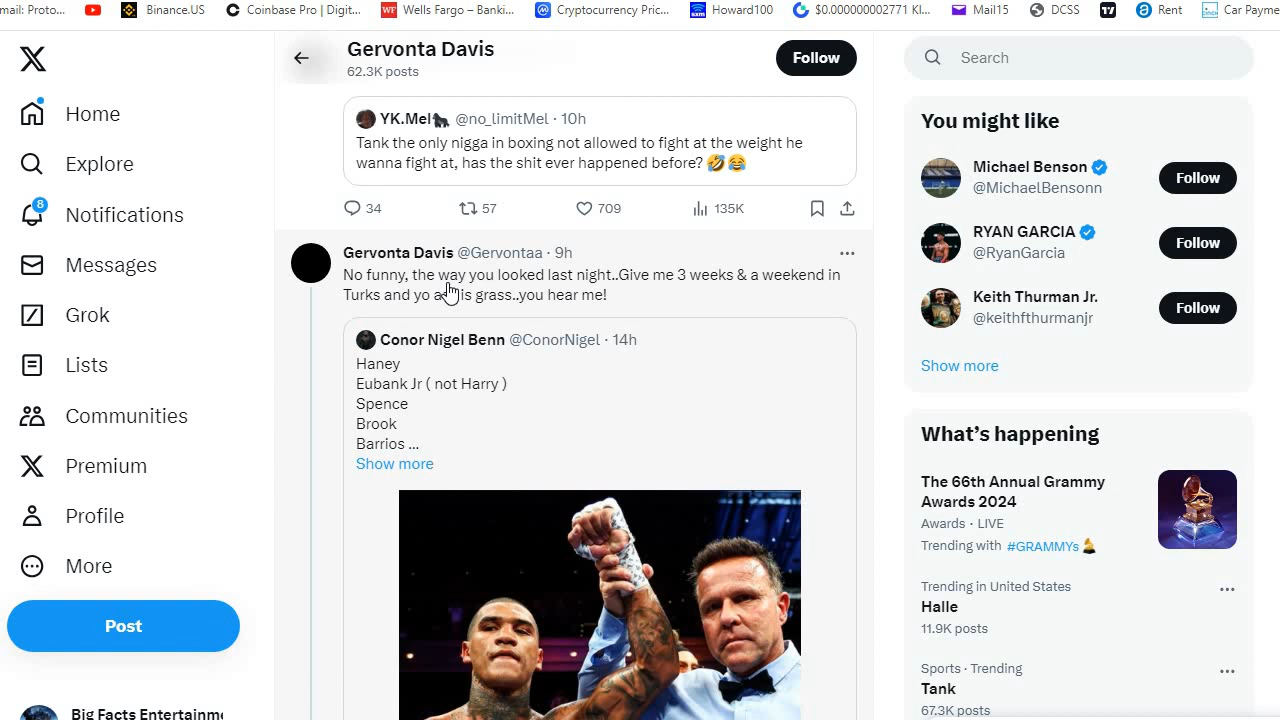 mail: Proto...
Binance.US
Coinbase Pro | Digit...
WF
Wells Fargo – Banki...
Cryptocurrency Pric...
sxm
Howard100
$0.000000002771 Kl...
Mail15
DCSS
Rent
Car Payme
Home
Explore
8
Notifications
Messages
Grok
Lists
Communities
Premium
Profile
More
Post
Big Facts Entertainme
Gervonta Davis
62.3K posts
Follow
YK.Mel🦍 @no_limitMel · 10h
Tank the only nigga in boxing not allowed to fight at the weight he
wanna fight at, has the shit ever happened before? 🤣😂
34 57 709 135K
Gervonta Davis @Gervontaa · 9h
No funny, the way you looked last night..Give me 3 weeks & a weekend in
Turks and yo is grass..you hear me!
Conor Nigel Benn @ConorNigel · 14h
Haney
Eubank Jr ( not Harry )
Spence
Brook
Barrios ...
Show more
Search
You might like
Michael Benson
@MichaelBensonn
Follow
RYAN GARCIA
@RyanGarcia
Follow
Keith Thurman Jr.
@keithfthurmanjr
Follow
Show more
What's happening
The 66th Annual Grammy
Awards 2024
Awards · LIVE
Trending with #GRAMMYs
Trending in United States
Halle
11.9K posts
Sports · Trending
Tank
67.3K posts